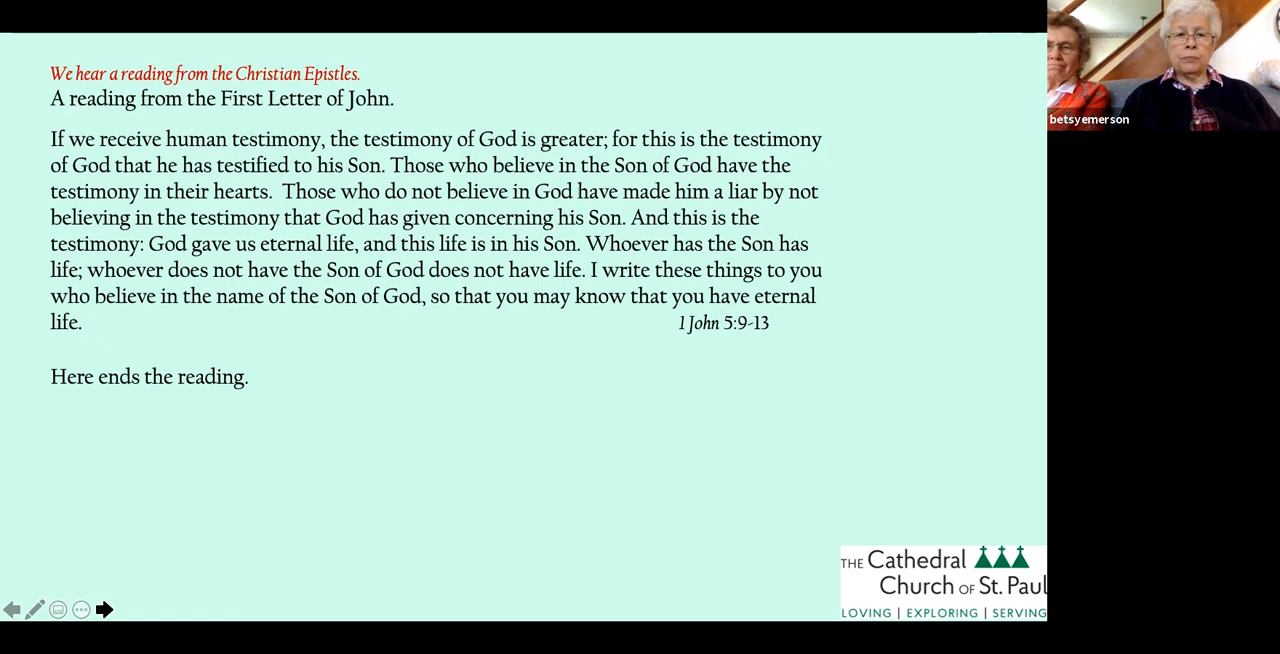 We hear a reading from the Christian Epistles.
A reading from the First Letter of John.
If we receive human testimony, the testimony of God is greater; for this is the testimony
of God that he has testified to his Son. Those who believe in the Son of God have the
testimony in their hearts.  Those who do not believe in God have made him a liar by not
believing in the testimony that God has given concerning his Son. And this is the
testimony: God gave us eternal life, and this life is in his Son. Whoever has the Son has
life; whoever does not have the Son of God does not have life. I write these things to you
who believe in the name of the Son of God, so that you may know that you have eternal
life. 1 John 5:9-13
Here ends the reading.
betsyemerson
THE Cathedral
Church OF St. Paul
LOVING | EXPLORING | SERVING